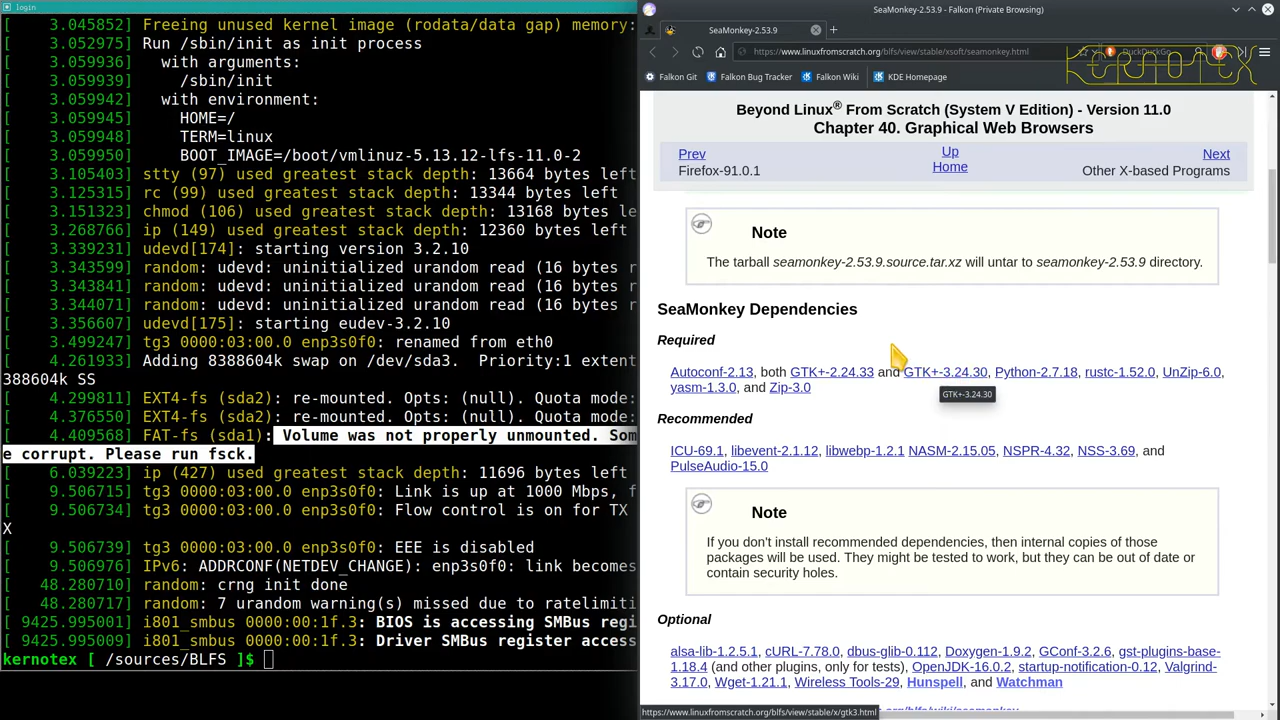 login
[    3.045852] Freeing unused kernel image (rodata/data gap) memory:
[    3.052975] Run /sbin/init as init process
[    3.059936]   with arguments:
[    3.059939]     /sbin/init
[    3.059942]   with environment:
[    3.059945]     HOME=/
[    3.059948]     TERM=linux
[    3.059950]     BOOT_IMAGE=/boot/vmlinuz-5.13.12-lfs-11.0-2
[    3.105403] stty (97) used greatest stack depth: 13664 bytes left
[    3.125315] rc (99) used greatest stack depth: 13344 bytes left
[    3.151323] chmod (106) used greatest stack depth: 13168 bytes le
[    3.268766] ip (149) used greatest stack depth: 12360 bytes left
[    3.339231] udevd[174]: starting version 3.2.10
[    3.343599] random: udevd: uninitialized urandom read (16 bytes r
[    3.343841] random: udevd: uninitialized urandom read (16 bytes r
[    3.344071] random: udevd: uninitialized urandom read (16 bytes r
[    3.356607] udevd[175]: starting eudev-3.2.10
[    3.499247] tg3 0000:03:00.0 enp3s0f0: renamed from eth0
[    4.261933] Adding 8388604k swap on /dev/sda3.  Priority:1 extent
388604k SS
[    4.299811] EXT4-fs (sda2): re-mounted. Opts: (null). Quota mode:
[    4.376550] EXT4-fs (sda2): re-mounted. Opts: (null). Quota mode:
[    4.409568] FAT-fs (sda1): Volume was not properly unmounted. Som
e corrupt. Please run fsck.
[    6.039223] ip (427) used greatest stack depth: 11696 bytes left
[    9.506715] tg3 0000:03:00.0 enp3s0f0: Link is up at 1000 Mbps, f
[    9.506734] tg3 0000:03:00.0 enp3s0f0: Flow control is on for TX
X
[    9.506739] tg3 0000:03:00.0 enp3s0f0: EEE is disabled
[    9.506976] IPv6: ADDRCONF(NETDEV_CHANGE): enp3s0f0: link becomes
[   48.280710] random: crng init done
[   48.280717] random: 7 urandom warning(s) missed due to ratelimiti
[ 9425.995001] i801_smbus 0000:00:1f.3: BIOS is accessing SMBus regi
[ 9425.995009] i801_smbus 0000:00:1f.3: Driver SMBus register access
kernotex [ /sources/BLFS ]$
SeaMonkey-2.53.9 - Falkon (Private Browsing)
SeaMonkey-2.53.9
https://www.linuxfromscratch.org/blfs/view/stable/xsoft/seamonkey.html
DuckDuckGo
kernotex
Falkon Git Falkon Bug Tracker Falkon Wiki KDE Homepage
Beyond Linux® From Scratch (System V Edition) - Version 11.0
Chapter 40. Graphical Web Browsers
Prev Up Next
Firefox-91.0.1 Home Other X-based Programs
Note
The tarball seamonkey-2.53.9.source.tar.xz will untar to seamonkey-2.53.9 directory.
SeaMonkey Dependencies
Required
Autoconf-2.13, both GTK+-2.24.33 and GTK+-3.24.30, Python-2.7.18, rustc-1.52.0, UnZip-6.0,
yasm-1.3.0, and Zip-3.0
GTK+-3.24.30
Recommended
ICU-69.1, libevent-2.1.12, libwebp-1.2.1 NASM-2.15.05, NSPR-4.32, NSS-3.69, and
PulseAudio-15.0
Note
If you don't install recommended dependencies, then internal copies of those
packages will be used. They might be tested to work, but they can be out of date or
contain security holes.
Optional
alsa-lib-1.2.5.1, cURL-7.78.0, dbus-glib-0.112, Doxygen-1.9.2, GConf-3.2.6, gst-plugins-base-
1.18.4 (and other plugins, only for tests), OpenJDK-16.0.2, startup-notification-0.12, Valgrind-
3.17.0, Wget-1.21.1, Wireless Tools-29, Hunspell, and Watchman
https://www.linuxfromscratch.org/blfs/view/stable/x/gtk3.html